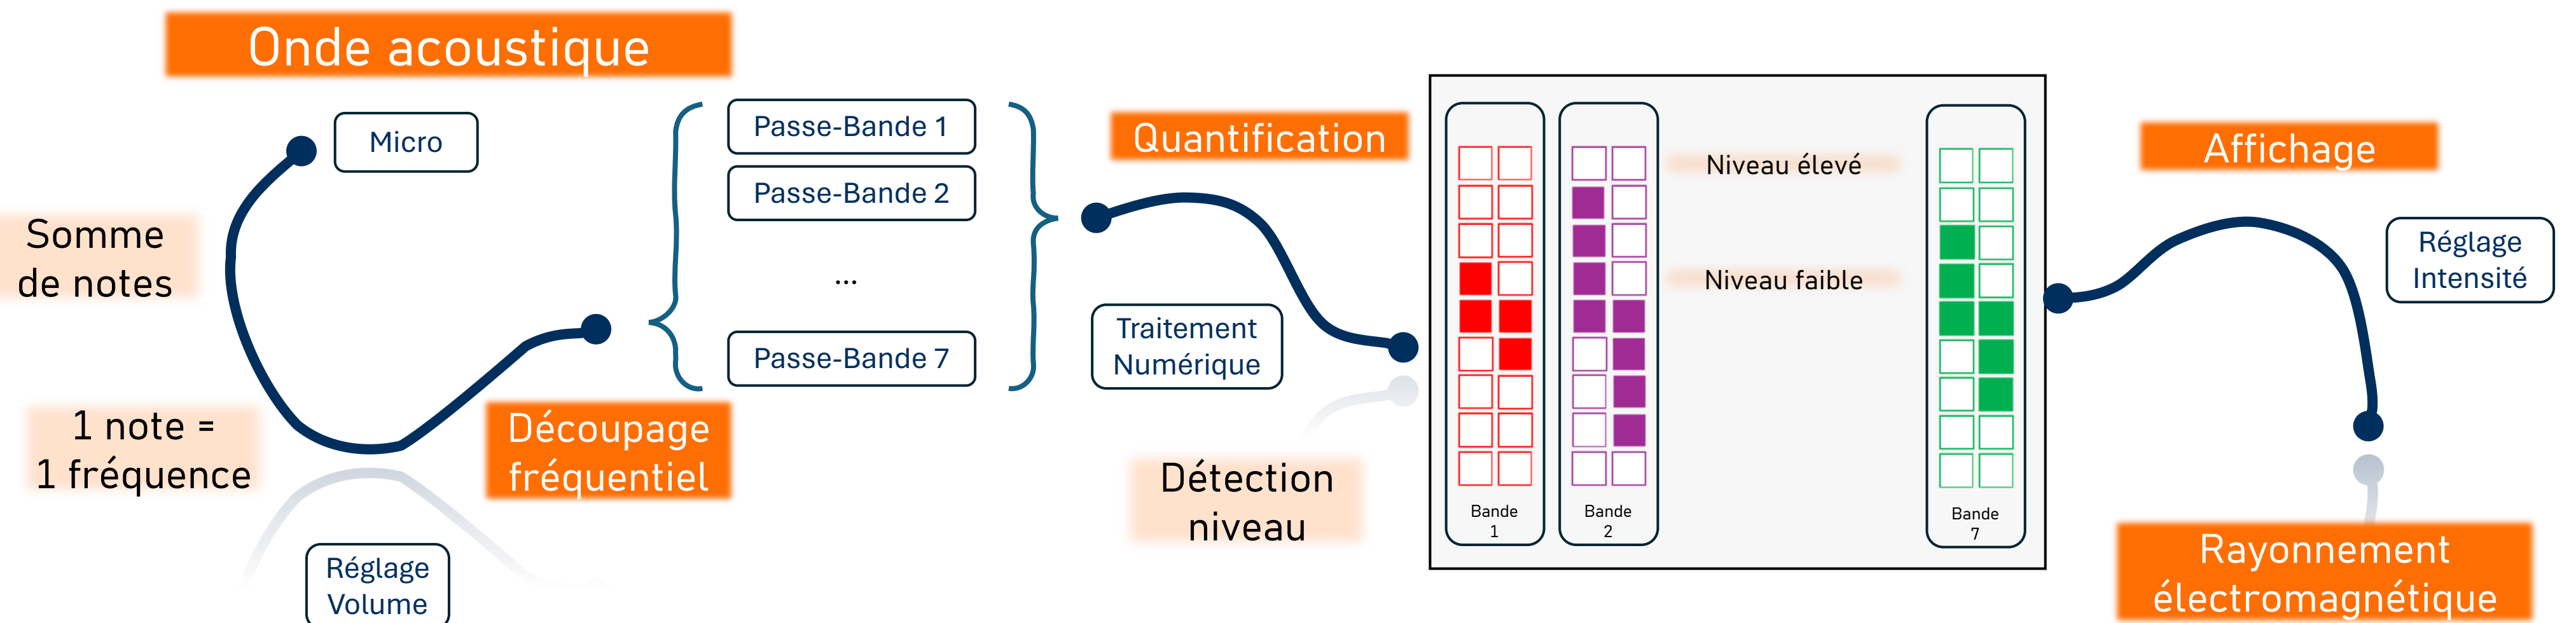 Onde acoustique
Micro
Somme
de notes
1 note =
1 fréquence
Réglage
Volume
Découpage
fréquentiel
Passe-Bande 1
Passe-Bande 2
...
Passe-Bande 7
Quantification
Traitement
Numérique
Détection
niveau
Niveau élevé
Niveau faible
Bande
1
Bande
2
Bande
7
Affichage
Réglage
Intensité
Rayonnement
électromagnétique